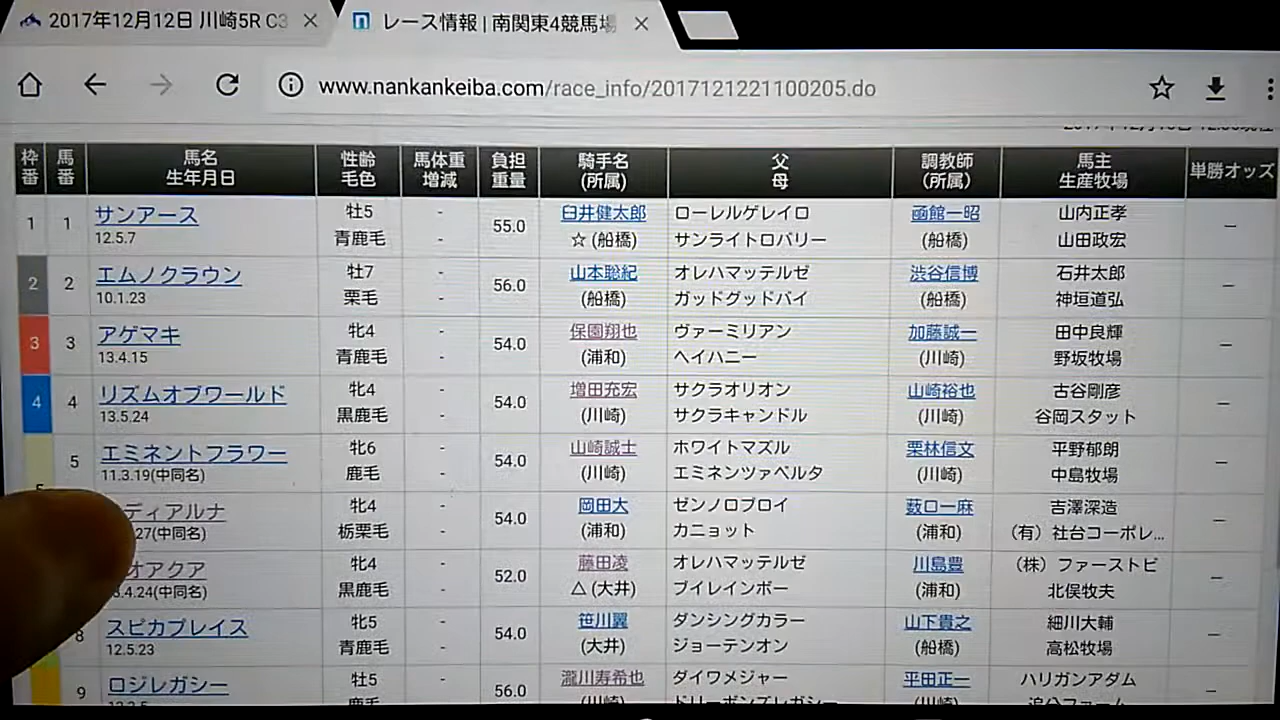 2017年12月12日 川崎5R C3
レース情報 | 南関東4競馬場
www.nankankeiba.com/race_info/2017121221100205.do
枠番 馬番 馬名 生年月日 性齢 毛色 馬体重 増減 負担重量 騎手名 (所属) 父 母 調教師 (所属) 馬主 生産牧場 単勝オッズ
1 1 サンアース 牡5 - 55.0 臼井健太郎 ローレルゲレイロ 函館一昭 山内正孝 －
12.5.7 青鹿毛 - ☆ (船橋) サンライトロバリー (船橋) 山田政宏
2 2 エムノクラウン 牡7 - 56.0 山本聡紀 オレハマッテルゼ 渋谷信博 石井太郎 －
10.1.23 栗毛 - (船橋) ガッドグッドバイ (船橋) 神垣道弘
3 3 アゲマキ 牝4 - 54.0 保園翔也 ヴァーミリアン 加藤誠一 田中良輝 －
13.4.15 青鹿毛 - (浦和) ヘイハニー (川崎) 野坂牧場
4 4 リズムオブワールド 牝4 - 54.0 増田充宏 サクラオリオン 山崎裕也 古谷剛彦 －
13.5.24 黒鹿毛 - (川崎) サクラキャンドル (川崎) 谷岡スタット
5 エミネントフラワー 牝6 - 54.0 山崎誠士 ホワイトマズル 栗林信文 平野郁朗 －
11.3.19(中同名) 鹿毛 - (川崎) エミネンツァベルタ (川崎) 中島牧場
ディアルナ 牝4 - 54.0 岡田大 ゼンノロブロイ 薮口一麻 吉澤深造 －
27(中同名) 栃栗毛 - (浦和) カニョット (浦和) （有）社台コーポレ...
オアクア 牝4 - 52.0 藤田凌 オレハマッテルゼ 川島豊 （株）ファーストビ －
4.24(中同名) 黒鹿毛 - △ (大井) ブイレインボー (浦和) 北俣牧夫
8 スピカブレイス 牝5 - 54.0 笹川翼 ダンシングカラー 山下貴之 細川大輔 －
12.5.23 青鹿毛 - (大井) ジョーテンオン (船橋) 高松牧場
9 ロジレガシー 牡5 - 56.0 瀧川寿希也 ダイワメジャー 平田正一 ハリガンアダム －